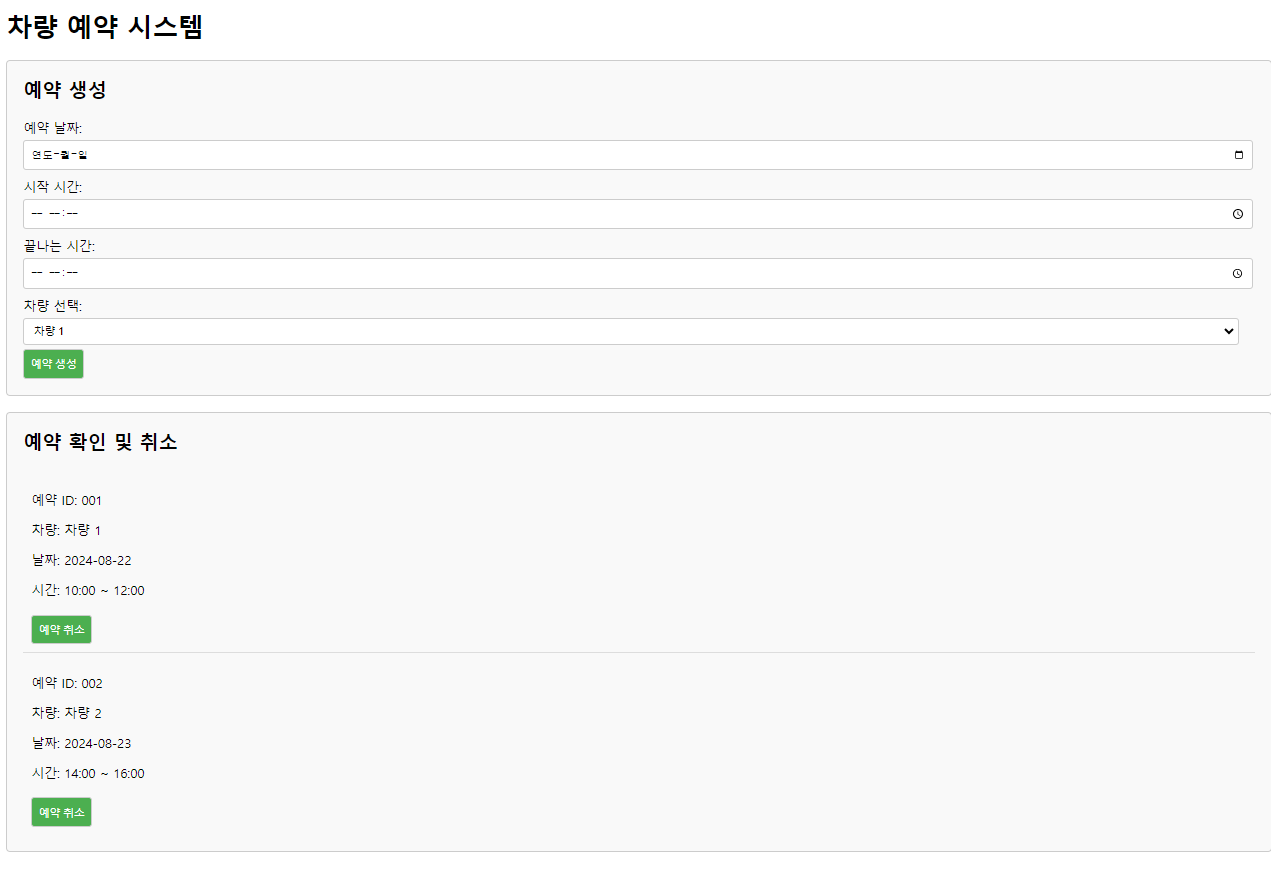 차량 예약 시스템
예약 생성
예약 날짜:
연도-월-일
시작 시간:
-- --:--
끝나는 시간:
-- --:--
차량 선택:
차량 1
예약 생성
예약 확인 및 취소
예약 ID: 001
차량: 차량 1
날짜: 2024-08-22
시간: 10:00 ~ 12:00
예약 취소
예약 ID: 002
차량: 차량 2
날짜: 2024-08-23
시간: 14:00 ~ 16:00
예약 취소